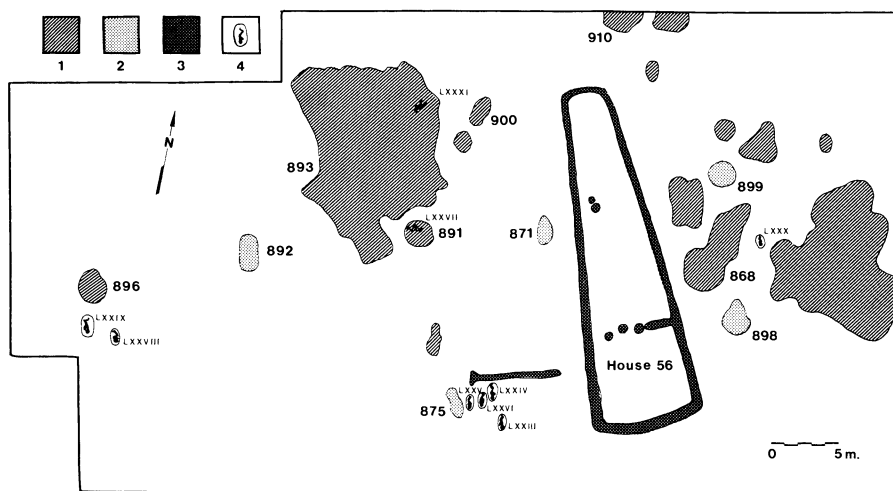 1 2 3 4
N
910
LXXXI
900
893
899
LXXVII
891
871
892
LXXX
868
896
LXXIX
LXXVIII
898
House 56
LXXV
LXXIV
875
LXXVI
LXXIII
0 5 m.